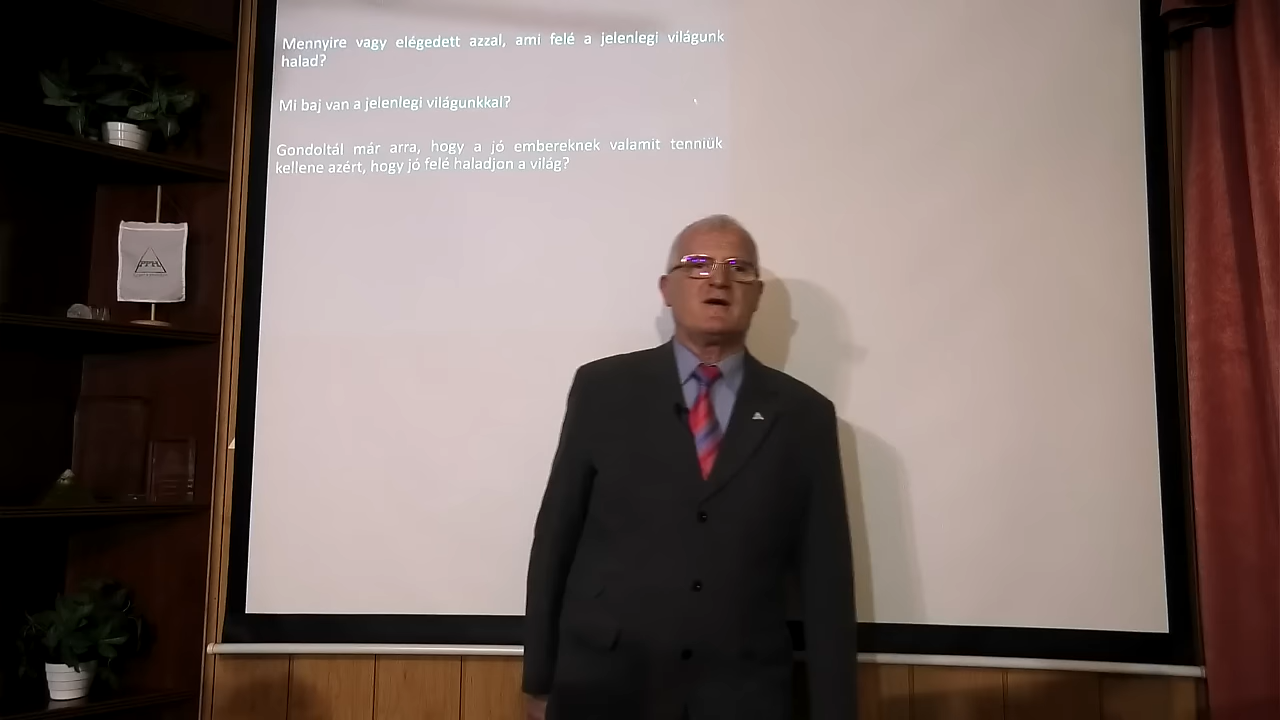 Mennyire vagy elégedett azzal, ami felé a jelenlegi világunk
halad?
Mi baj van a jelenlegi világunkkal?
Gondoltál már arra, hogy a jó embereknek valamit tenniük
kellene azért, hogy jó felé haladjon a világ?